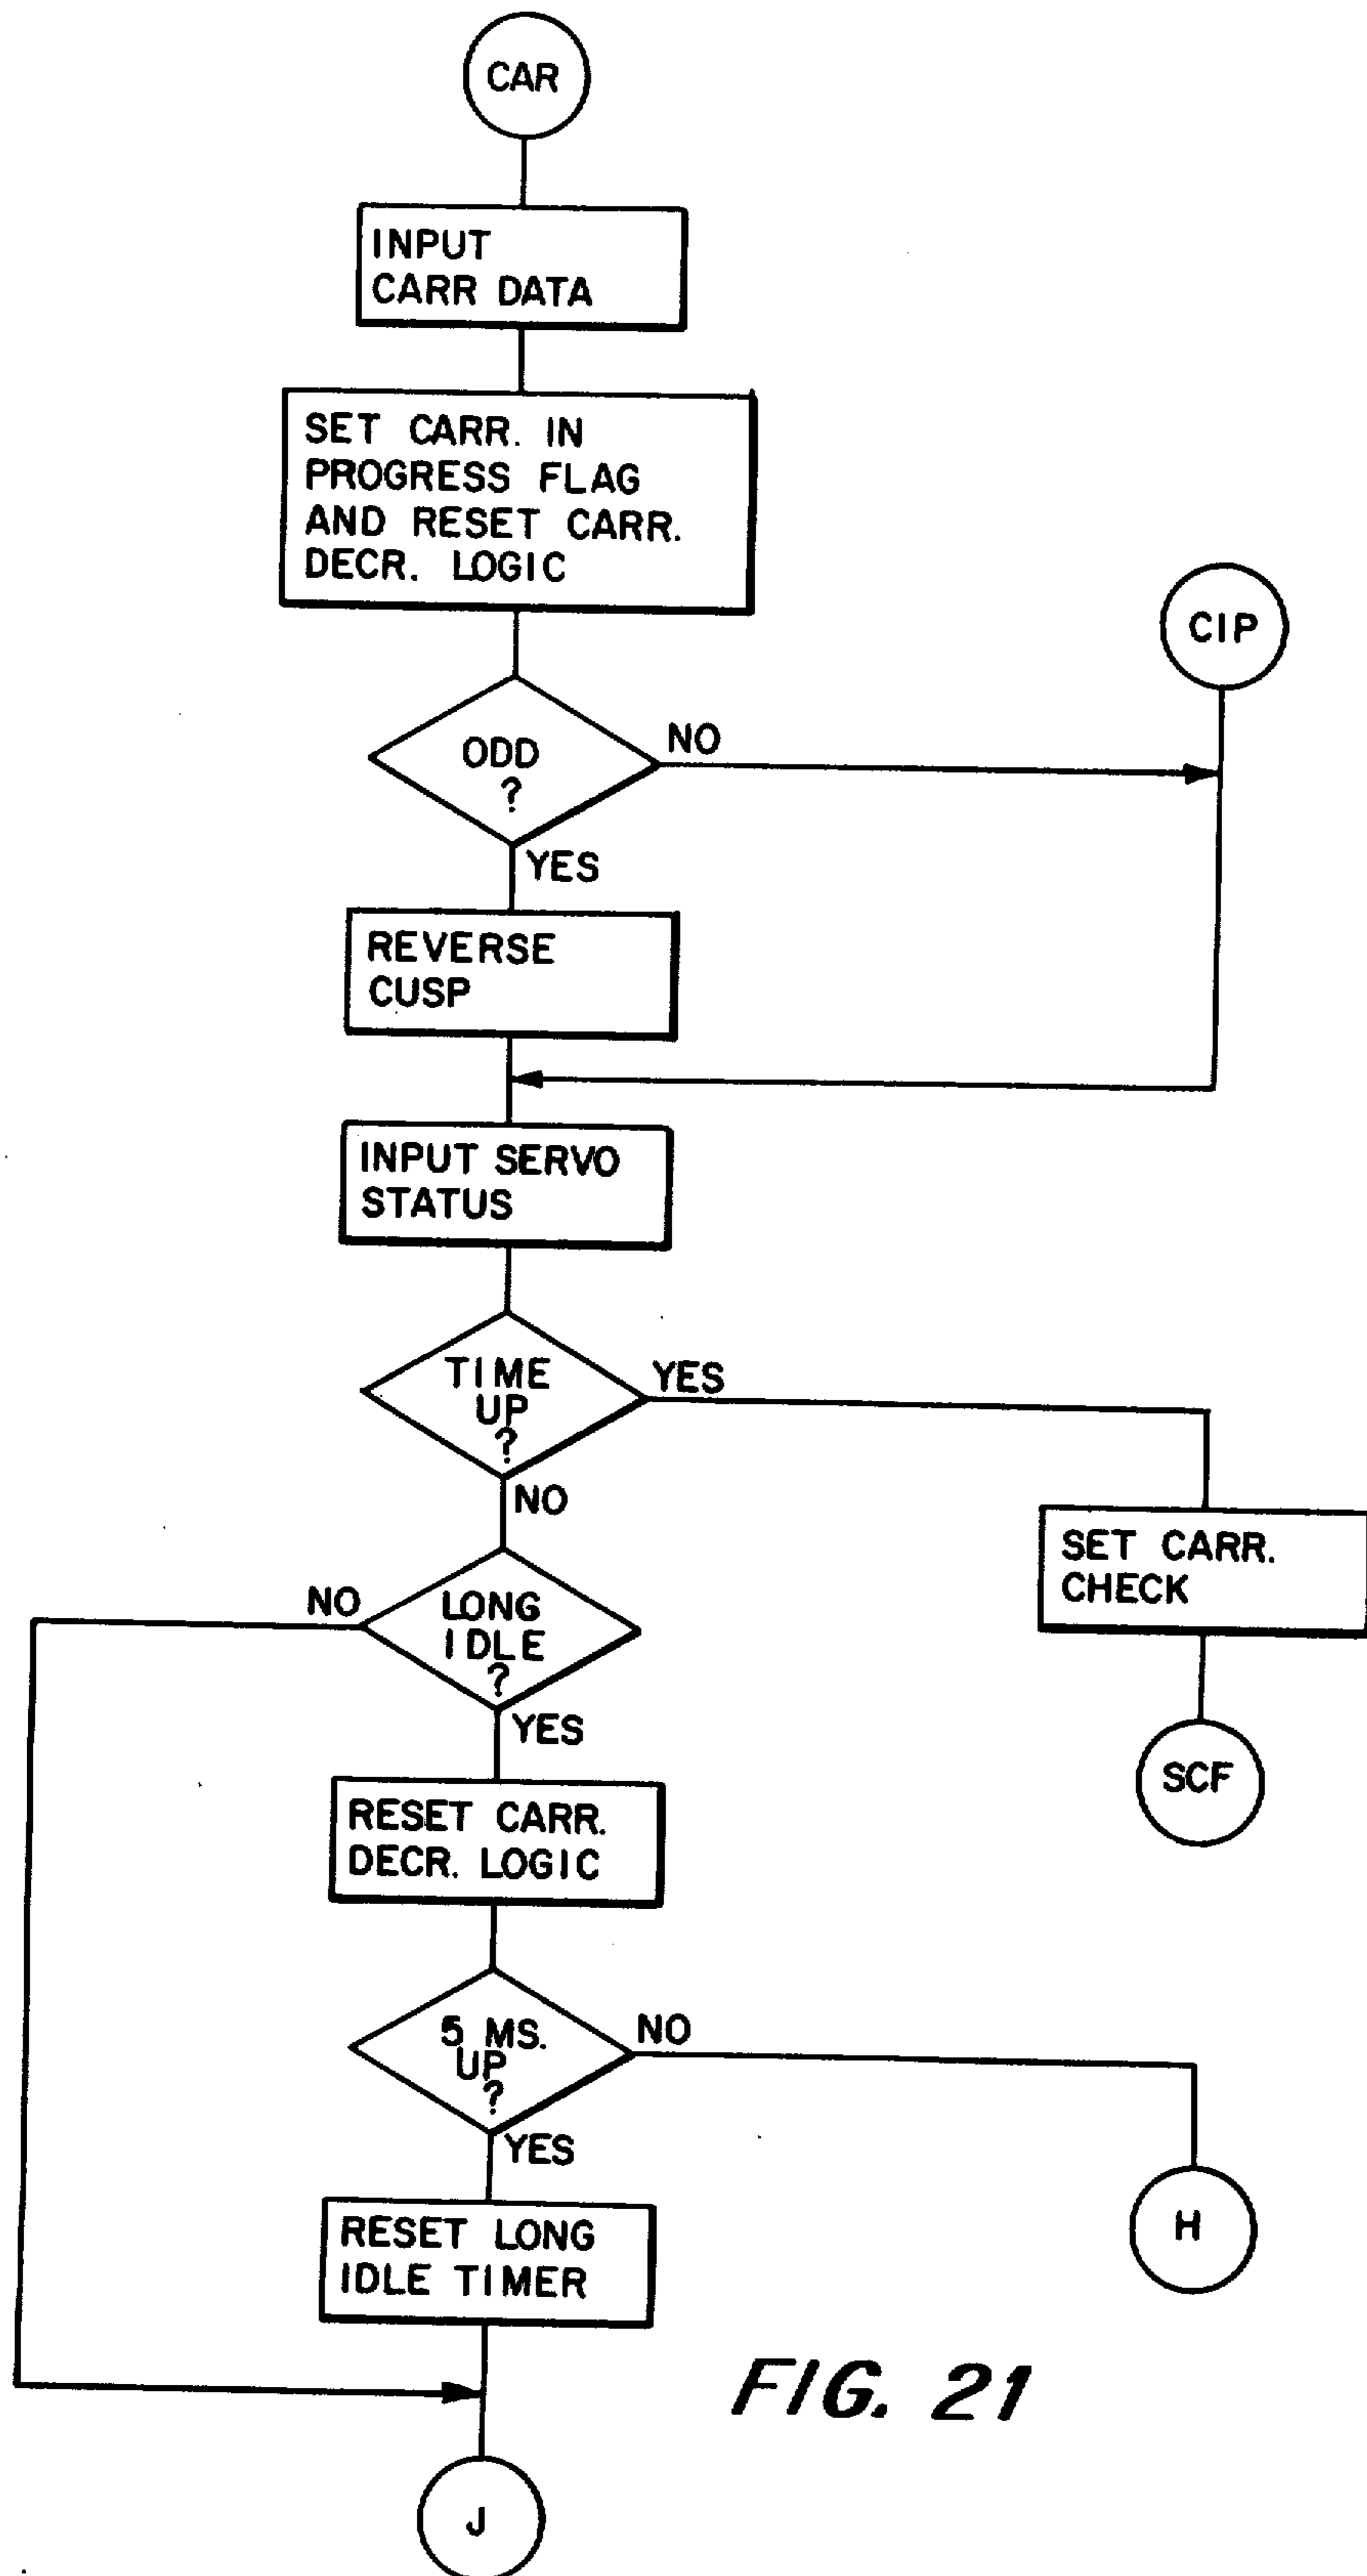 CAR
INPUT
CARR DATA
SET CARR. IN
PROGRESS FLAG
AND RESET CARR.
DECR. LOGIC
CIP
ODD
?
NO
YES
REVERSE
CUSP
INPUT SERVO
STATUS
TIME
UP
?
YES
NO
SET CARR.
CHECK
SCF
LONG
IDLE
?
NO
YES
RESET CARR.
DECR. LOGIC
5 MS.
UP
?
NO
YES
H
RESET LONG
IDLE TIMER
FIG. 21
J